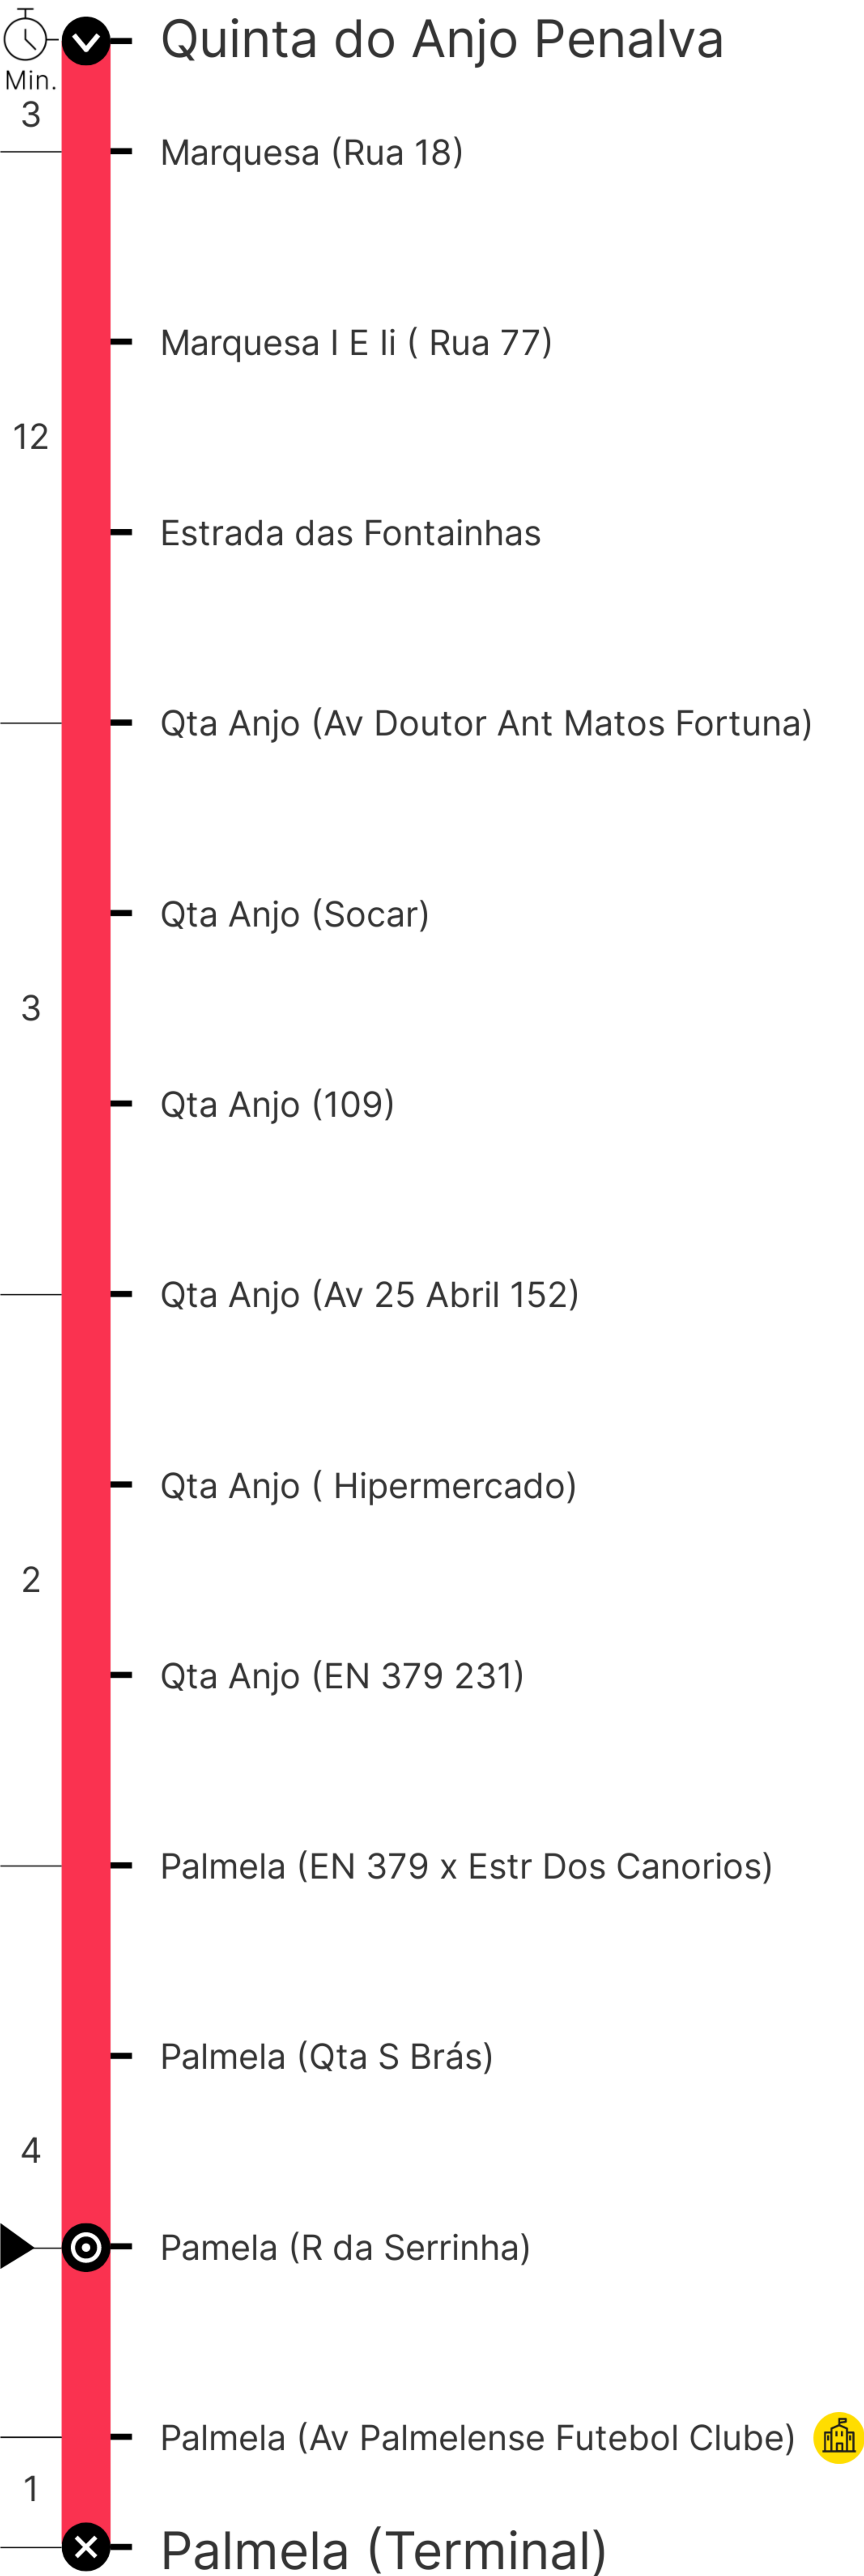 Quinta do Anjo Penalva
Min.
3
Marquesa (Rua 18)
Marquesa I E Ii ( Rua 77)
12
Estrada das Fontainhas
Qta Anjo (Av Doutor Ant Matos Fortuna)
Qta Anjo (Socar)
3
Qta Anjo (109)
Qta Anjo (Av 25 Abril 152)
Qta Anjo ( Hipermercado)
2
Qta Anjo (EN 379 231)
Palmela (EN 379 x Estr Dos Canorios)
Palmela (Qta S Brás)
4
Pamela (R da Serrinha)
Palmela (Av Palmelense Futebol Clube)
1
Palmela (Terminal)